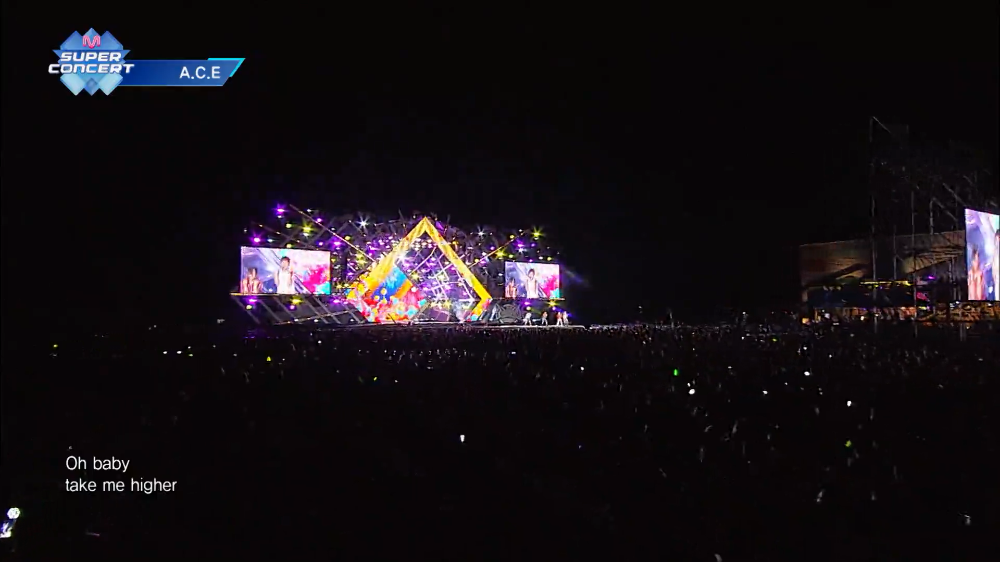 M
SUPER
CONCERT
A.C.E
Oh baby
take me higher